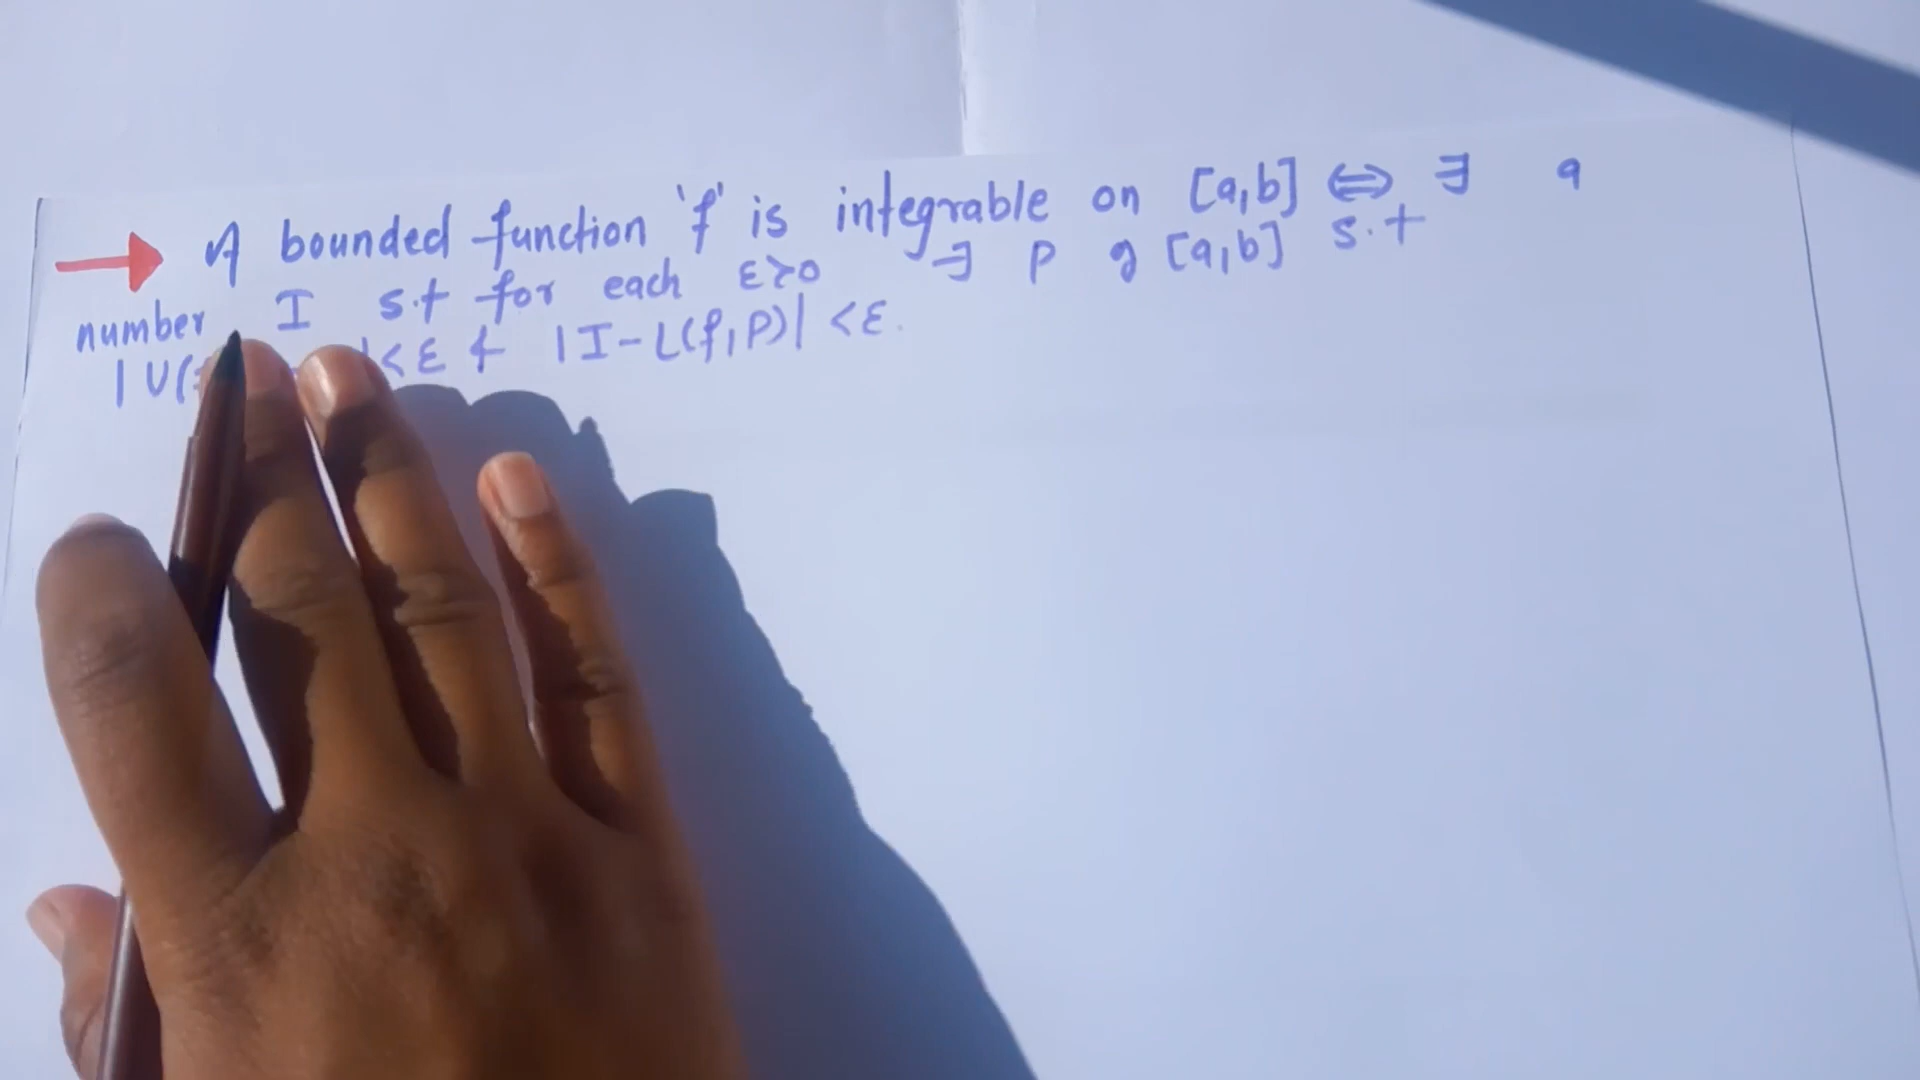 A bounded function 'f' is integrable on [a,b] ⇔ ∃ a
number I s.t for each ε>0 ∃ P of [a,b] s.t
|U( |<ε & |I-L(f,P)| <ε.